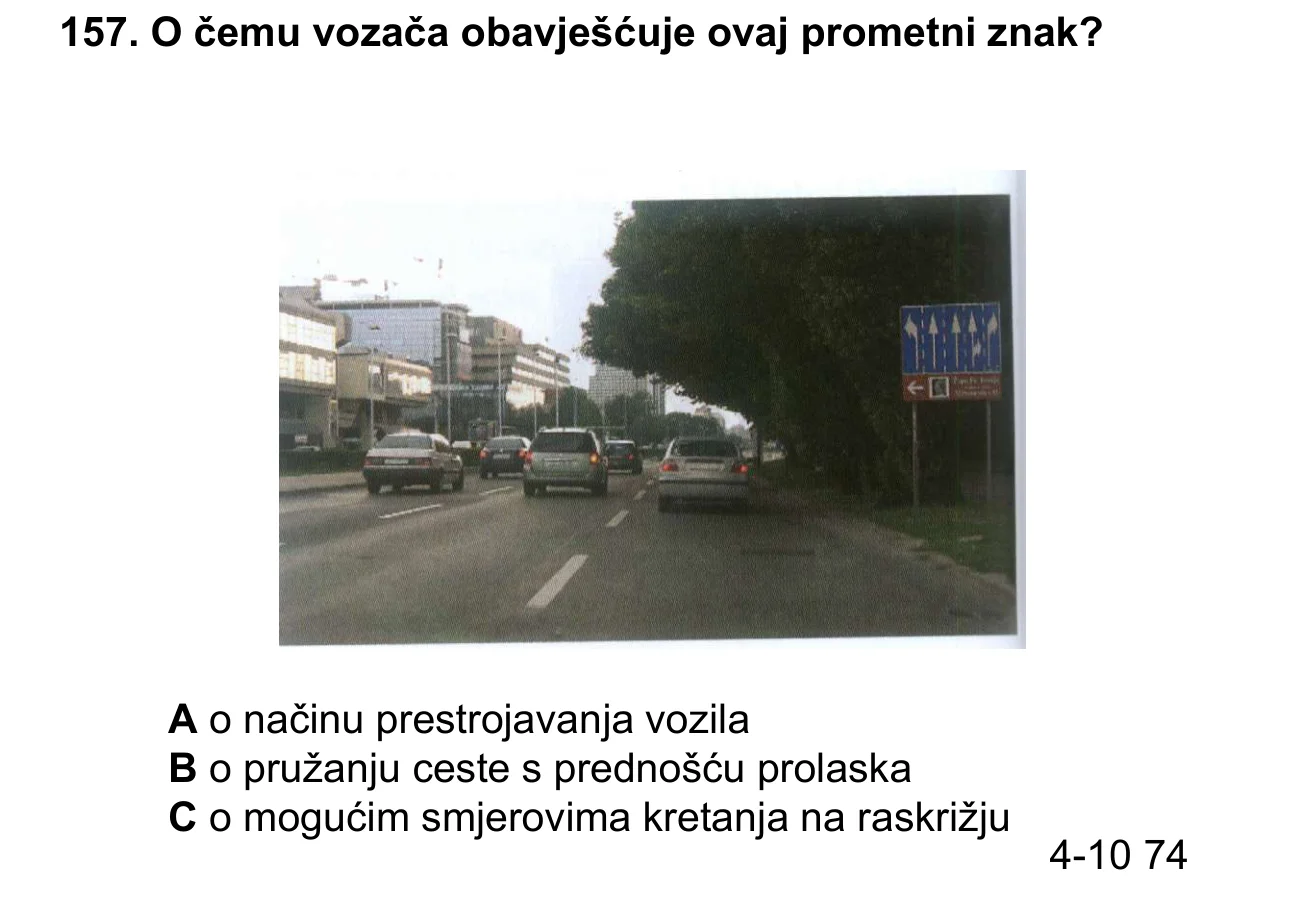 157. O čemu vozača obavješćuje ovaj prometni znak?
A o načinu prestrojavanja vozila
B o pružanju ceste s prednošću prolaska
C o mogućim smjerovima kretanja na raskrižju
4-10 74